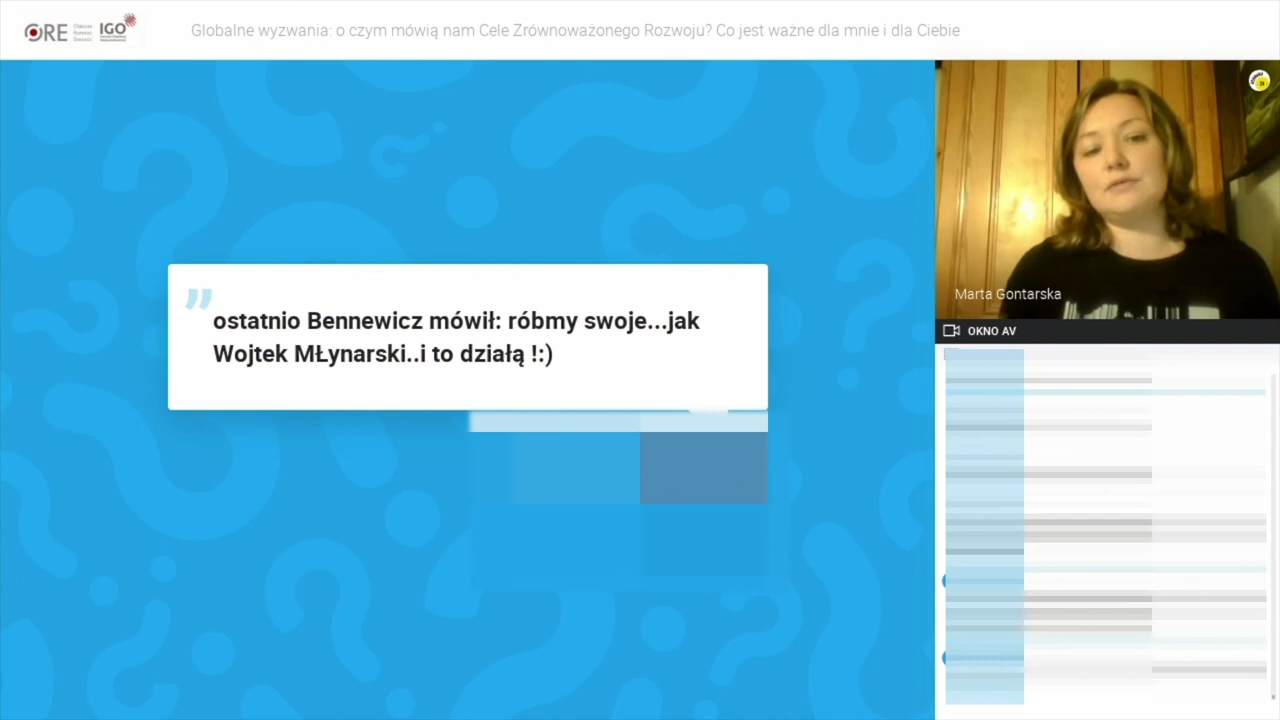 ORE
IGO
Globalne wyzwania: o czym mówią nam Cele Zrównoważonego Rozwoju? Co jest ważne dla mnie i dla Ciebie
ostatnio Bennewicz mówił: róbmy swoje...jak
Wojtek MŁynarski..i to działą !:)
Marta Gontarska
OKNO AV